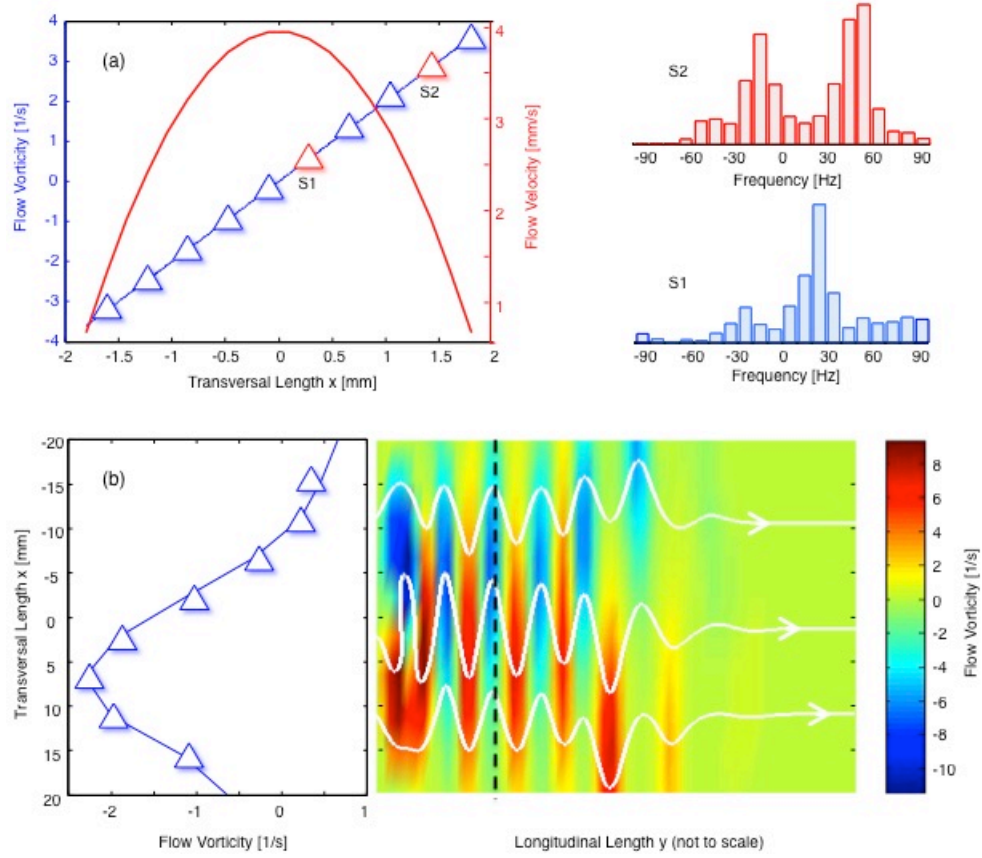 (a)
Flow Vorticity [1/s]
4
3
2
1
0
-1
-2
-3
-4
-2 -1.5 -1 -0.5 0 0.5 1 1.5 2
Transversal Length x [mm]
4
3
2
1
Flow Velocity [mm/s]
S1
S2
S2
-90 -60 -30 0 30 60 90
Frequency [Hz]
S1
-90 -60 -30 0 30 60 90
Frequency [Hz]
(b)
Transversal Length x [mm]
-20
-15
-10
-5
0
5
10
15
20
-2 -1 0 1
Flow Vorticity [1/s]
Longitudinal Length y (not to scale)
8
6
4
2
0
-2
-4
-6
-8
-10
Flow Vorticity [1/s]